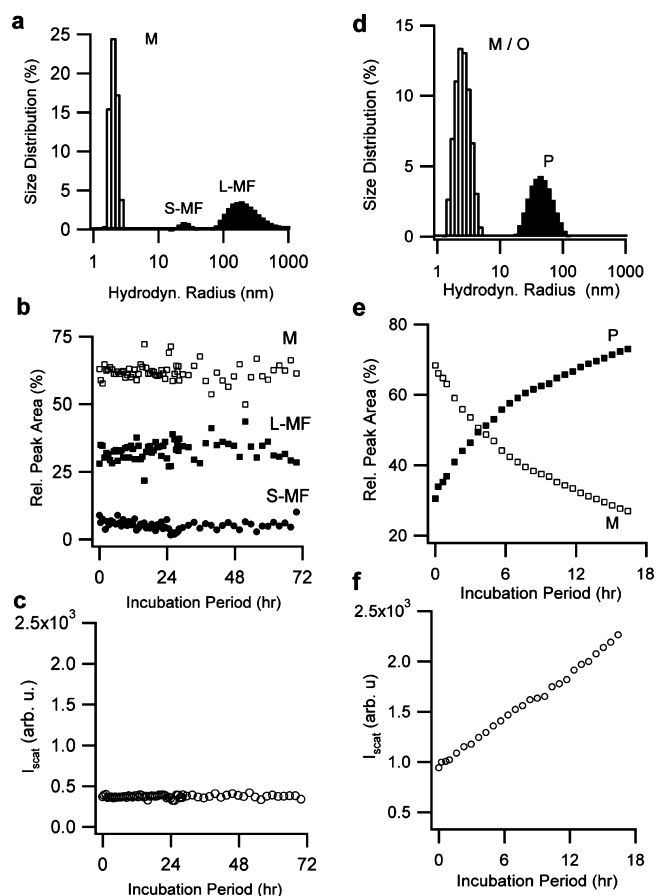 a
25
20
15
10
5
0
Size Distribution (%)
M
S-MF
L-MF
1 10 100 1000
Hydrodyn. Radius (nm)
d
15
10
5
0
Size Distribution (%)
M / O
P
1 10 100 1000
Hydrodyn. Radius (nm)
b
75
50
25
0
Rel. Peak Area (%)
M
L-MF
S-MF
0 24 48 72
Incubation Period (hr)
e
80
60
40
20
Rel. Peak Area (%)
P
M
0 6 12 18
Incubation Period (hr)
c
2.5x10³
2.0
1.5
1.0
0.5
0.0
I_scat (arb. u.)
0 24 48 72
Incubation Period (hr)
f
2.5x10³
2.0
1.5
1.0
0.5
I_scat (arb. u)
0 6 12 18
Incubation Period (hr)